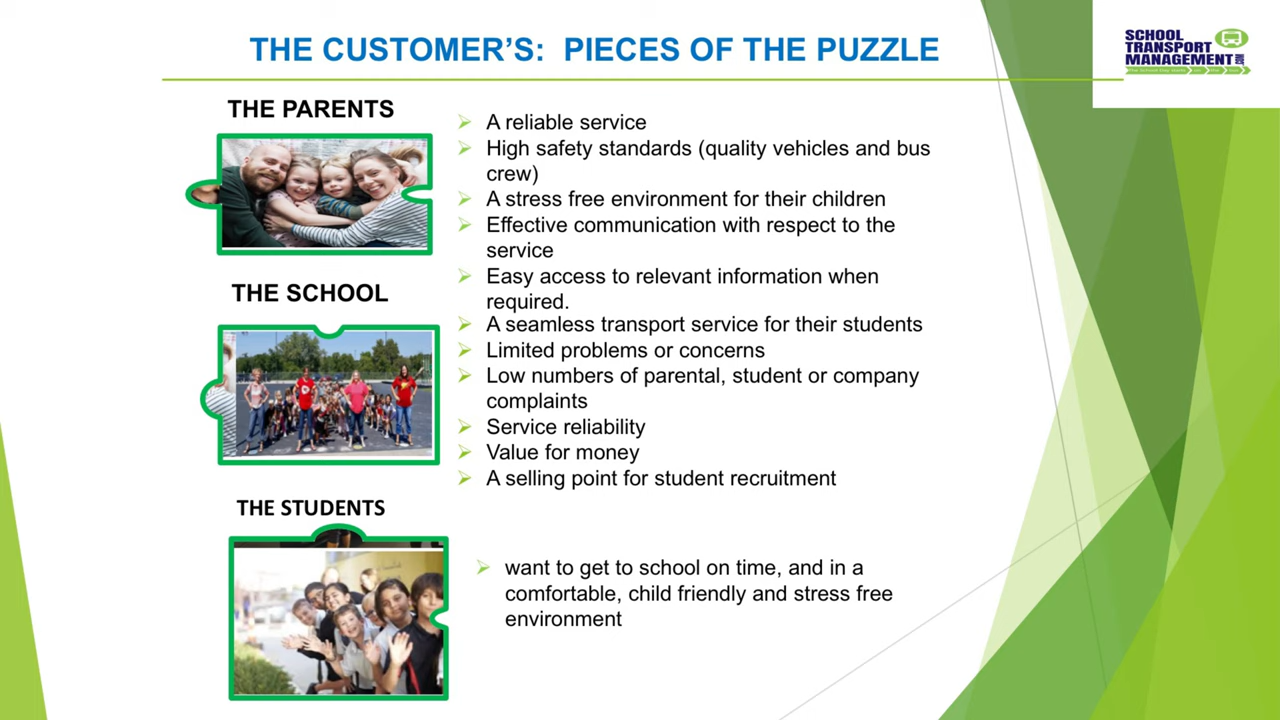 THE CUSTOMER’S: PIECES OF THE PUZZLE
SCHOOL
TRANSPORT
MANAGEMENT
THE PARENTS
A reliable service
High safety standards (quality vehicles and bus
crew)
A stress free environment for their children
Effective communication with respect to the
service
Easy access to relevant information when
required.
THE SCHOOL
A seamless transport service for their students
Limited problems or concerns
Low numbers of parental, student or company
complaints
Service reliability
Value for money
A selling point for student recruitment
THE STUDENTS
want to get to school on time, and in a
comfortable, child friendly and stress free
environment